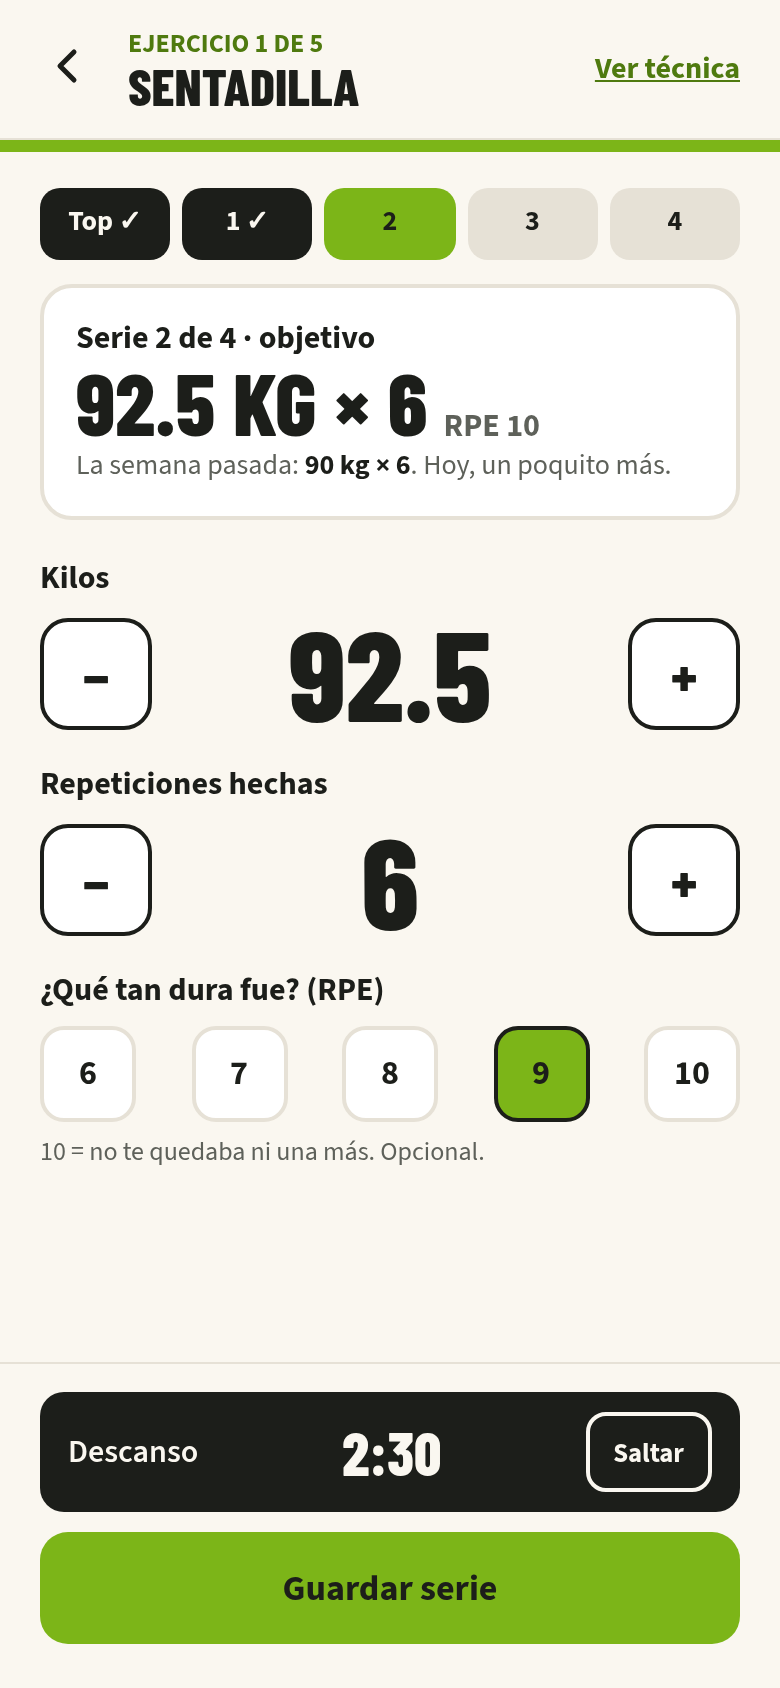 EJERCICIO 1 DE 5
SENTADILLA
Ver técnica
Top ✓
1 ✓
2
3
4
Serie 2 de 4 · objetivo
92.5 KG × 6 RPE 10
La semana pasada: 90 kg × 6. Hoy, un poquito más.
Kilos
− 92.5 +
Repeticiones hechas
− 6 +
¿Qué tan dura fue? (RPE)
6
7
8
9
10
10 = no te quedaba ni una más. Opcional.
Descanso 2:30 Saltar
Guardar serie